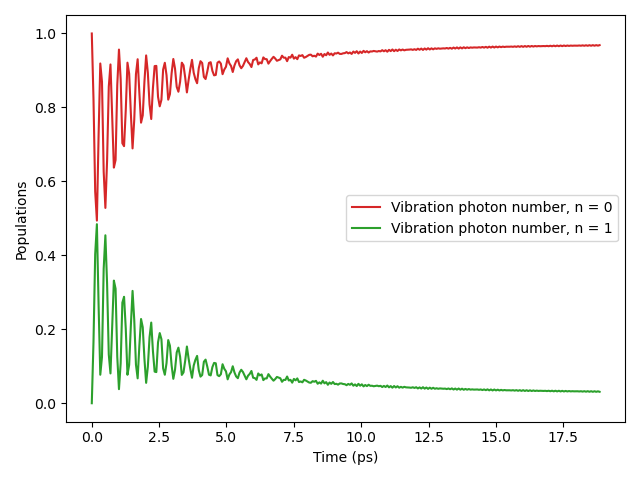 1.0
0.8
0.6
0.4
0.2
0.0
Populations
Vibration photon number, n = 0
Vibration photon number, n = 1
0.0 2.5 5.0 7.5 10.0 12.5 15.0 17.5
Time (ps)